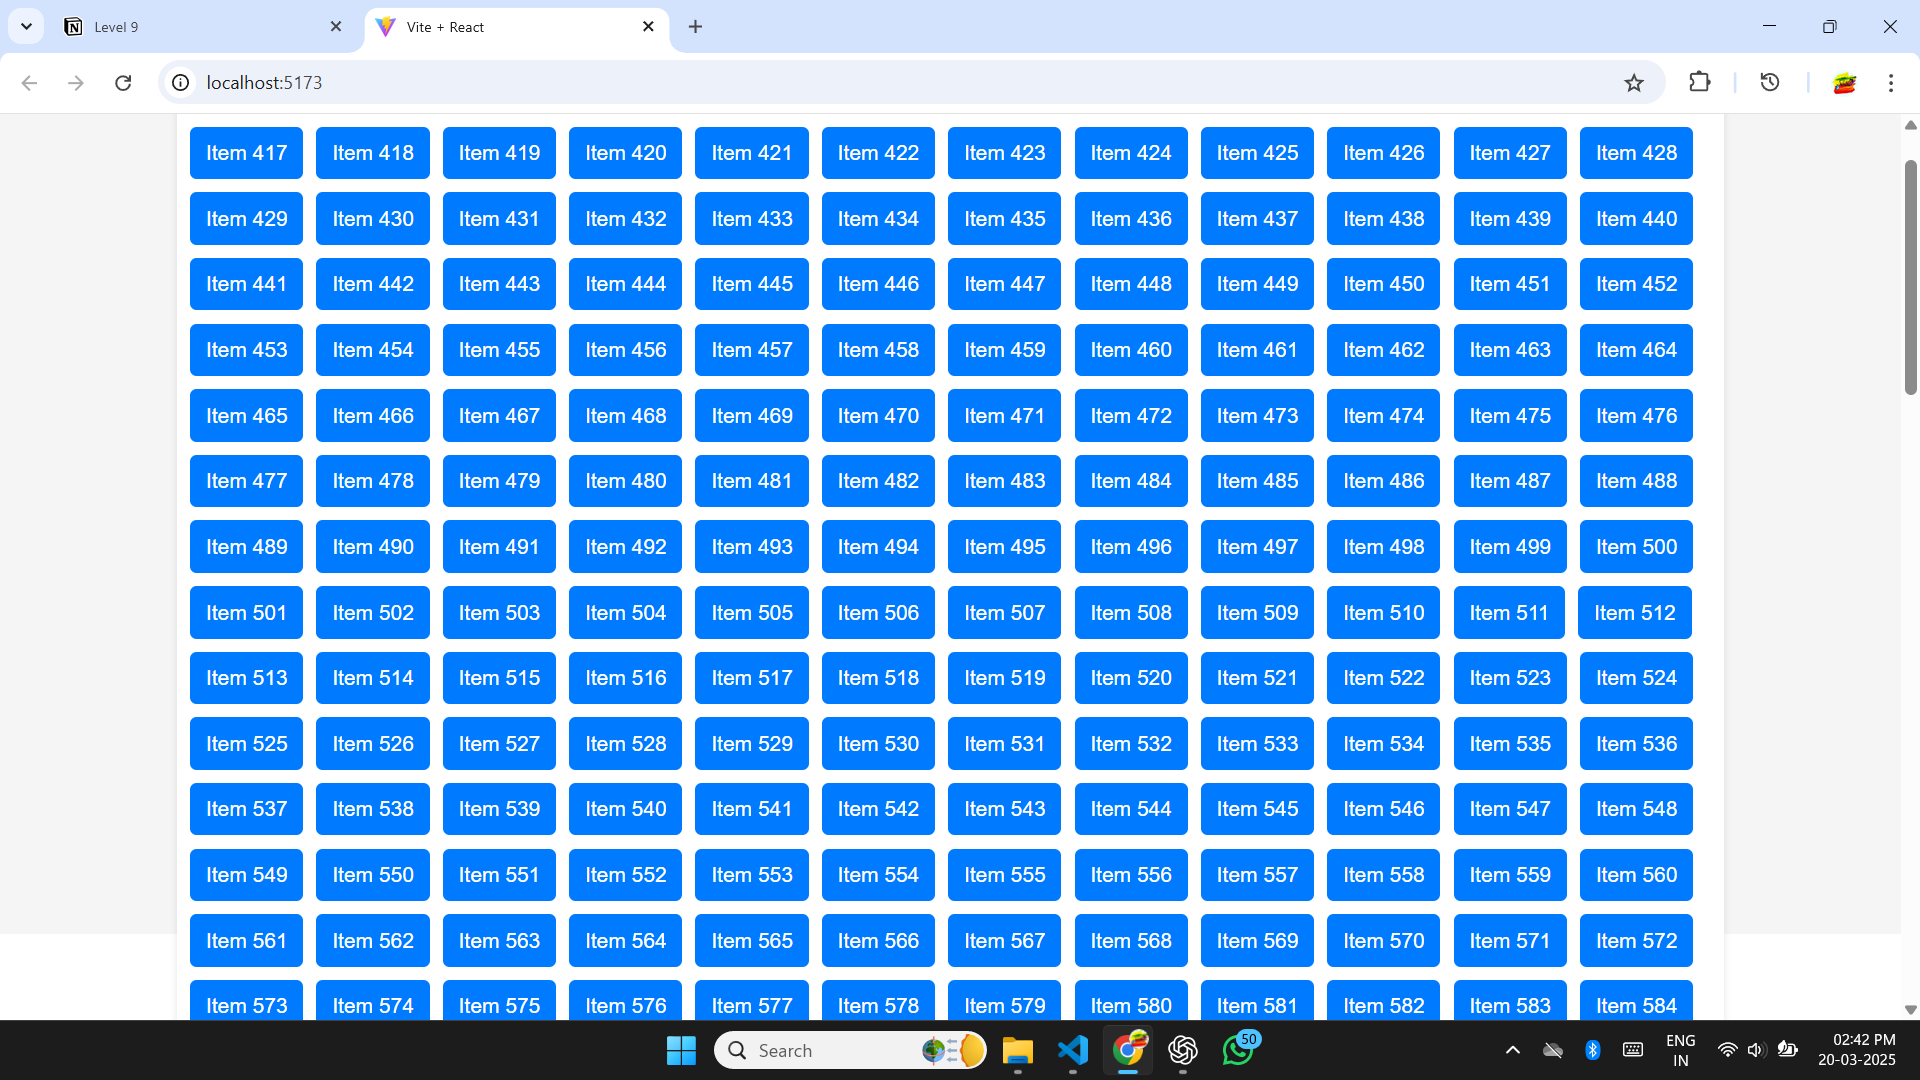 Level 9
Vite + React
localhost:5173
Item 417 Item 418 Item 419 Item 420 Item 421 Item 422 Item 423 Item 424 Item 425 Item 426 Item 427 Item 428
Item 429 Item 430 Item 431 Item 432 Item 433 Item 434 Item 435 Item 436 Item 437 Item 438 Item 439 Item 440
Item 441 Item 442 Item 443 Item 444 Item 445 Item 446 Item 447 Item 448 Item 449 Item 450 Item 451 Item 452
Item 453 Item 454 Item 455 Item 456 Item 457 Item 458 Item 459 Item 460 Item 461 Item 462 Item 463 Item 464
Item 465 Item 466 Item 467 Item 468 Item 469 Item 470 Item 471 Item 472 Item 473 Item 474 Item 475 Item 476
Item 477 Item 478 Item 479 Item 480 Item 481 Item 482 Item 483 Item 484 Item 485 Item 486 Item 487 Item 488
Item 489 Item 490 Item 491 Item 492 Item 493 Item 494 Item 495 Item 496 Item 497 Item 498 Item 499 Item 500
Item 501 Item 502 Item 503 Item 504 Item 505 Item 506 Item 507 Item 508 Item 509 Item 510 Item 511 Item 512
Item 513 Item 514 Item 515 Item 516 Item 517 Item 518 Item 519 Item 520 Item 521 Item 522 Item 523 Item 524
Item 525 Item 526 Item 527 Item 528 Item 529 Item 530 Item 531 Item 532 Item 533 Item 534 Item 535 Item 536
Item 537 Item 538 Item 539 Item 540 Item 541 Item 542 Item 543 Item 544 Item 545 Item 546 Item 547 Item 548
Item 549 Item 550 Item 551 Item 552 Item 553 Item 554 Item 555 Item 556 Item 557 Item 558 Item 559 Item 560
Item 561 Item 562 Item 563 Item 564 Item 565 Item 566 Item 567 Item 568 Item 569 Item 570 Item 571 Item 572
Item 573 Item 574 Item 575 Item 576 Item 577 Item 578 Item 579 Item 580 Item 581 Item 582 Item 583 Item 584
Search
50
ENG
IN
02:42 PM
20-03-2025